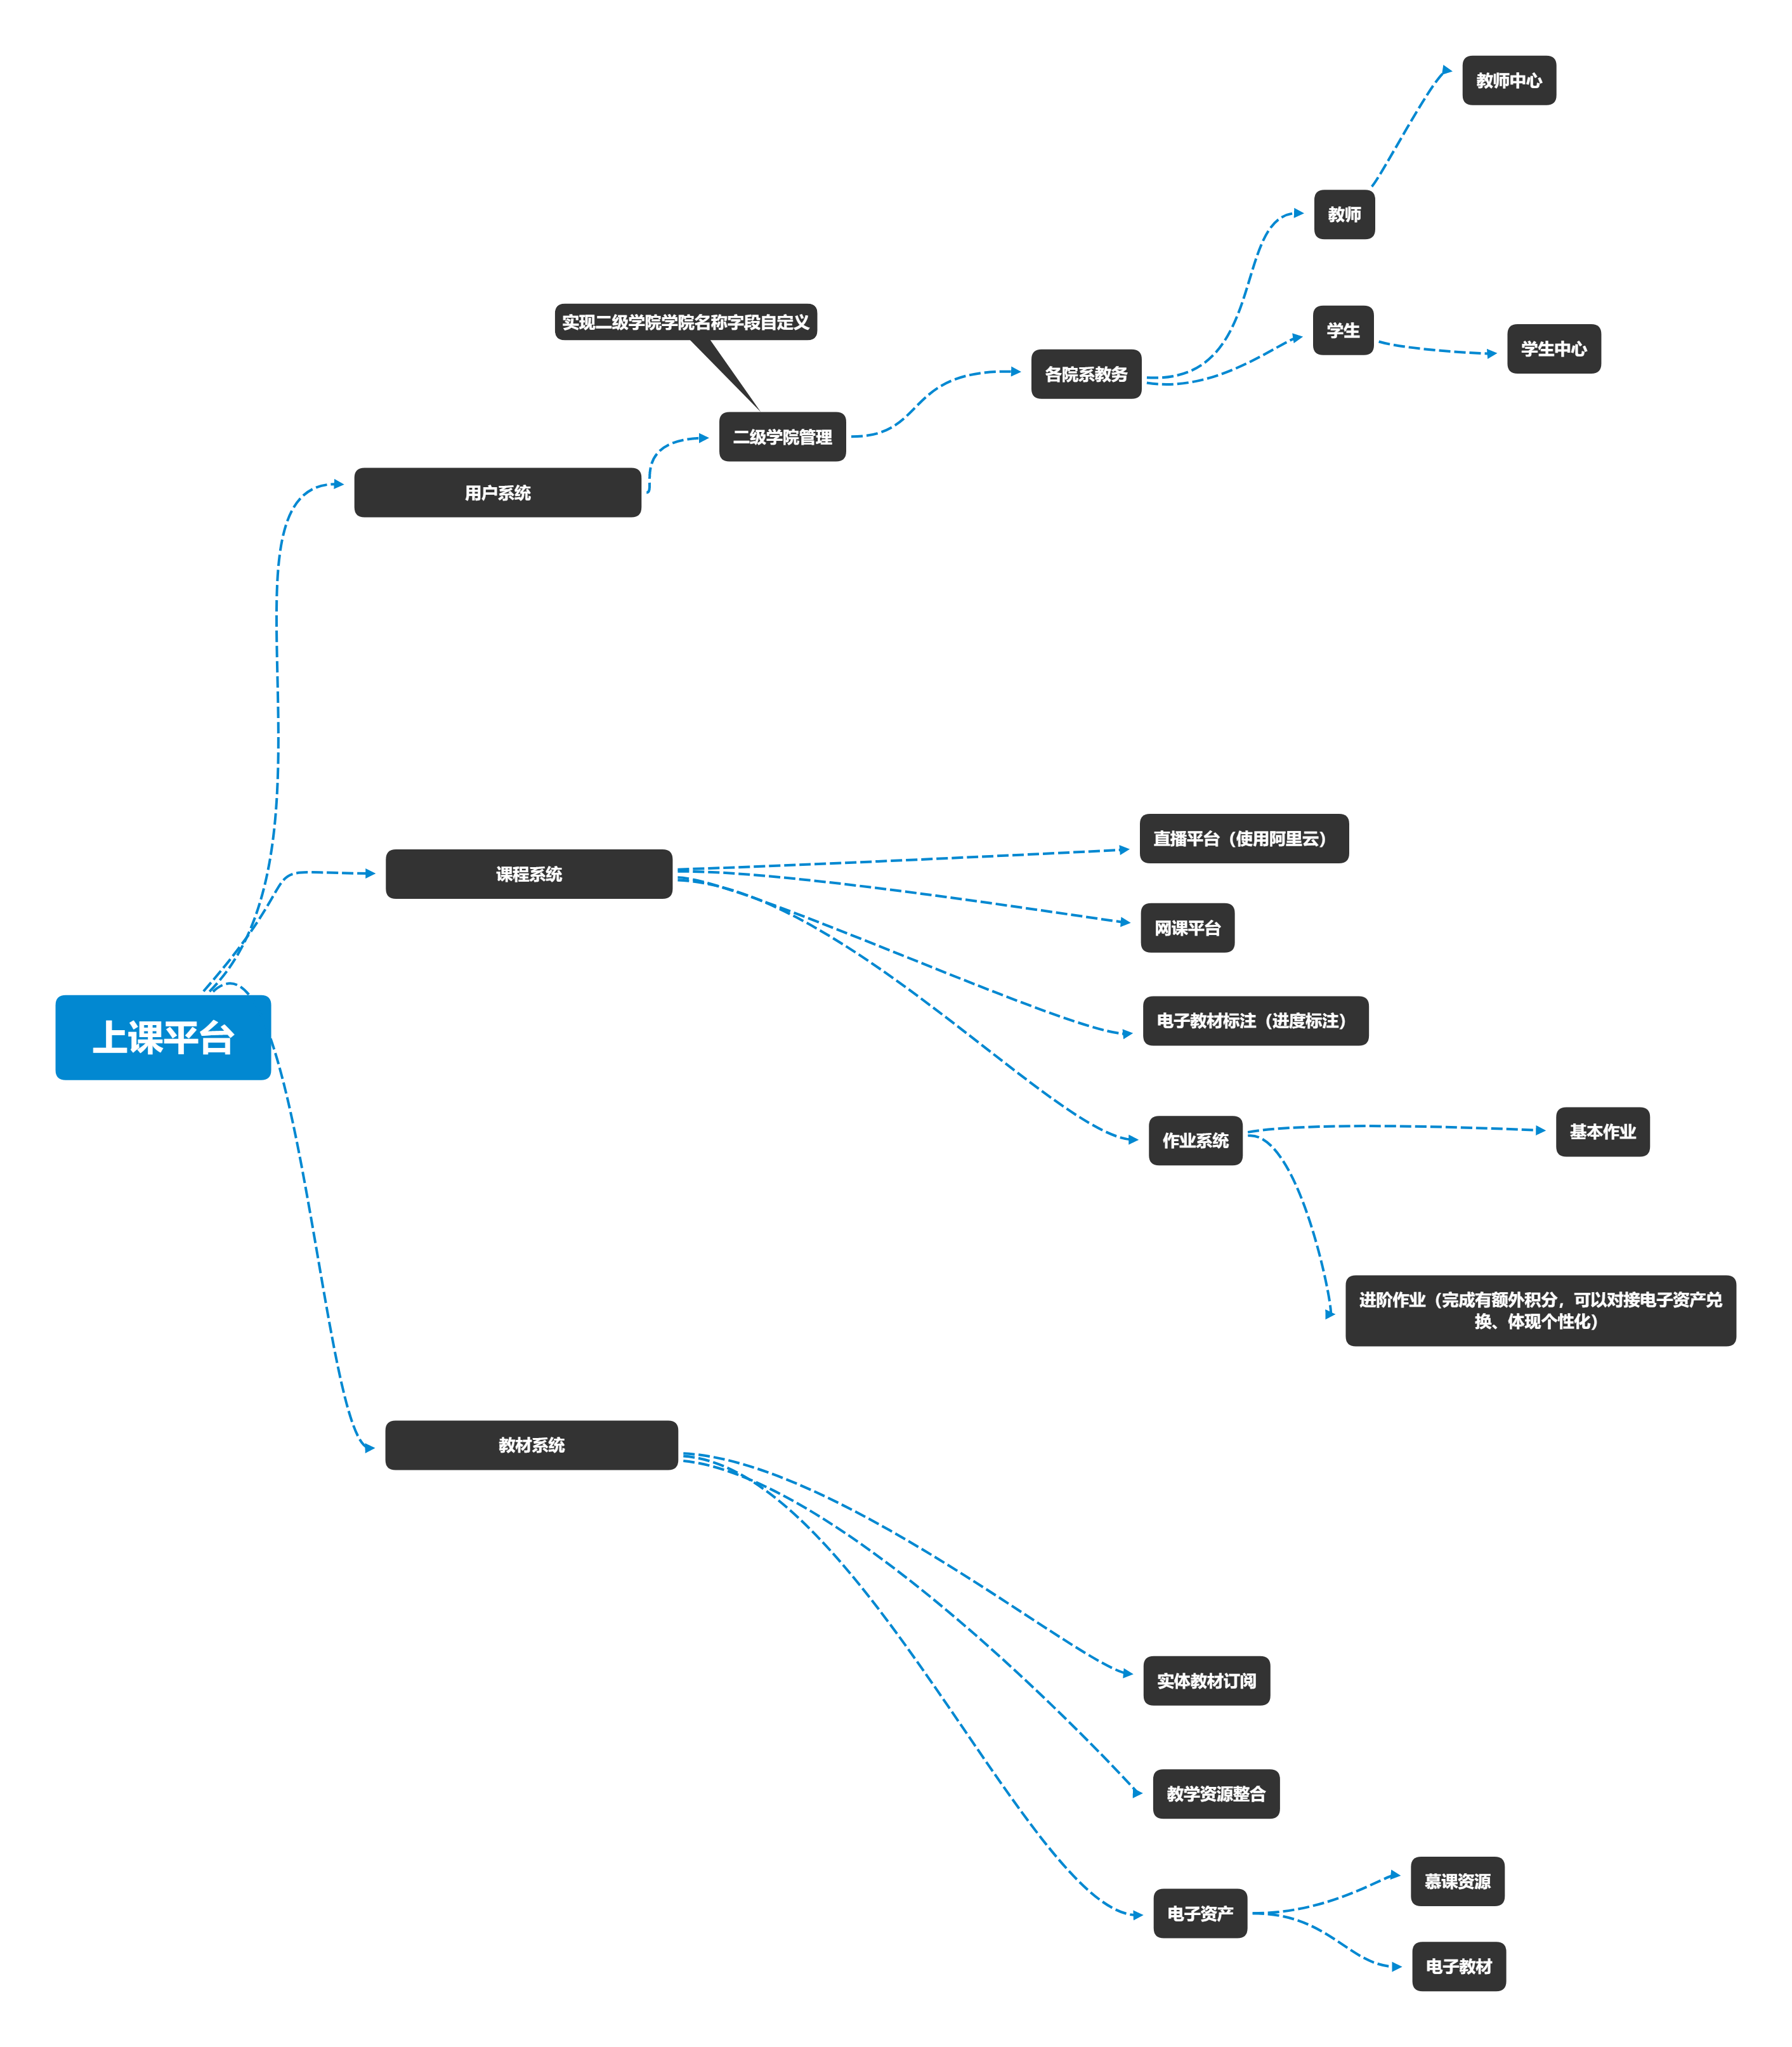 教师中心
教师
实现二级学院学院名称字段自定义
学生
学生中心
各院系教务
二级学院管理
用户系统
直播平台（使用阿里云）
课程系统
网课平台
电子教材标注（进度标注）
上课平台
基本作业
作业系统
进阶作业（完成有额外积分，可以对接电子资产兑
换、体现个性化）
教材系统
实体教材订阅
教学资源整合
慕课资源
电子资产
电子教材